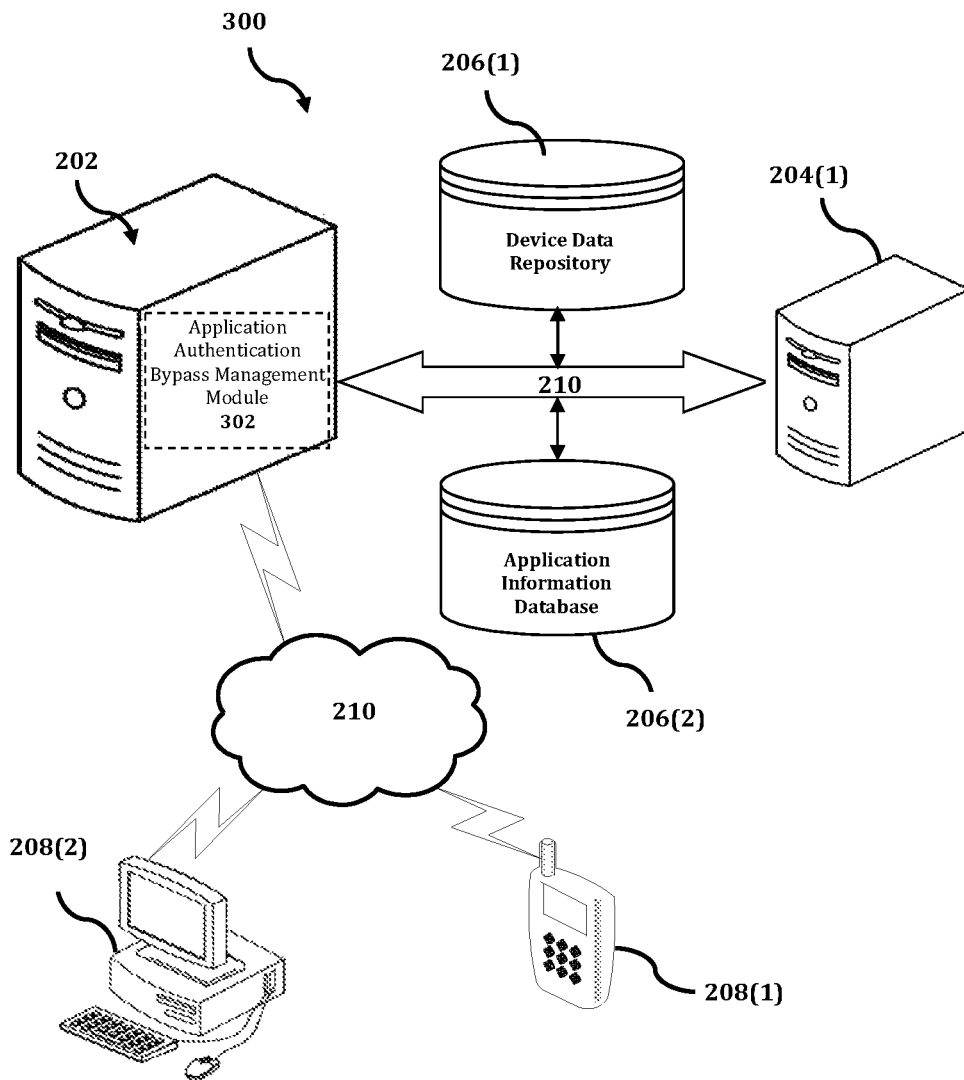 300
206(1)
202
204(1)
Device Data
Repository
Application
Authentication
Bypass Management
Module
302
210
Application
Information
Database
210
206(2)
208(2)
208(1)